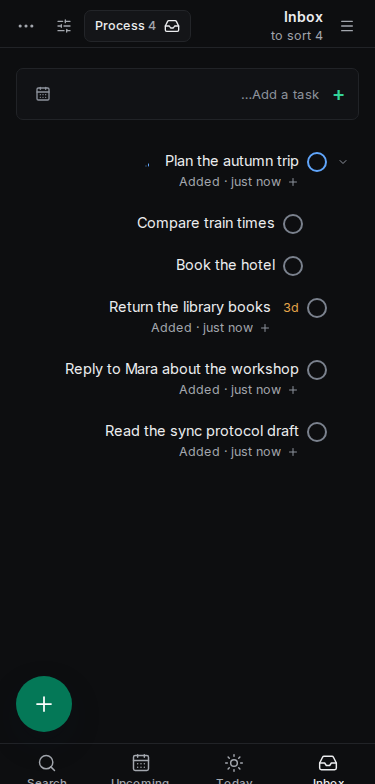 Inbox
to sort 4
Process 4
Add a task...
Plan the autumn trip
Added · just now
Compare train times
Book the hotel
Return the library books 3d
Added · just now
Reply to Mara about the workshop
Added · just now
Read the sync protocol draft
Added · just now
Inbox
Today
Upcoming
Search